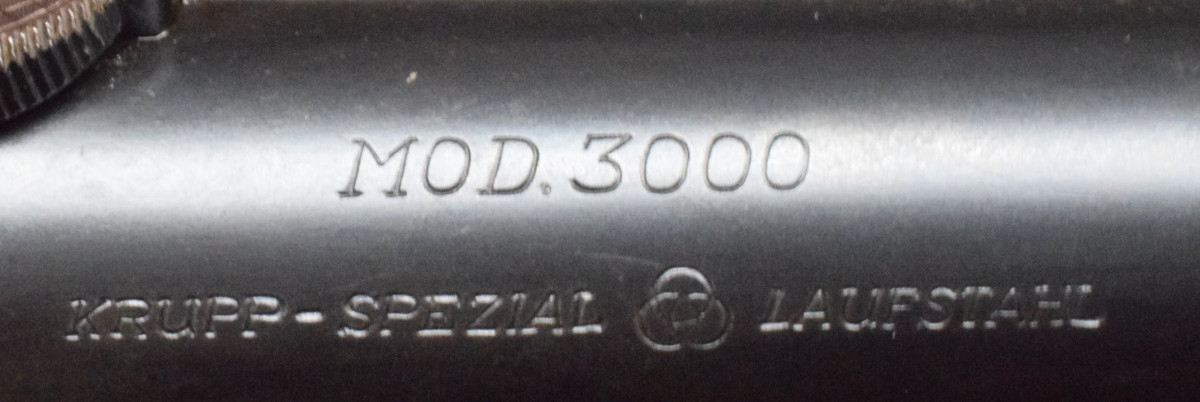 MOD. 3000
KRUPP-SPEZIAL LAUFSTAHL